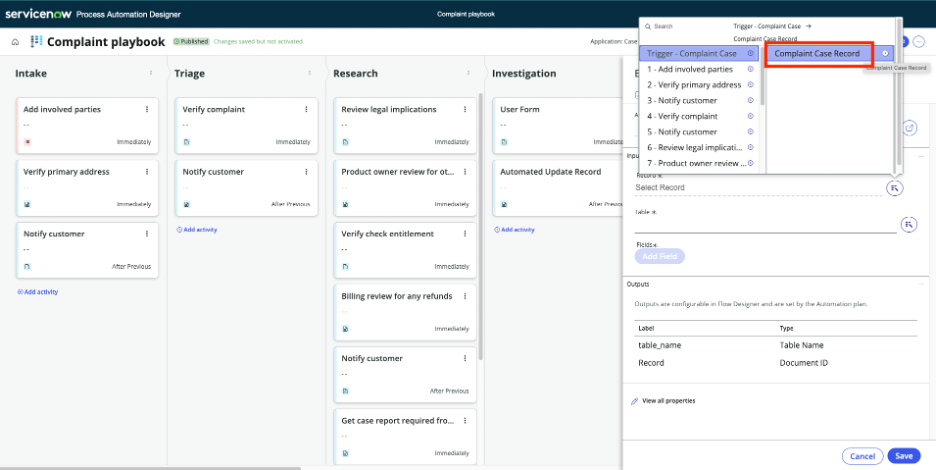 servicenow Process Automation Designer
Complaint playbook
Complaint playbook
Published
Changes saved but not activated
Application: Case
Intake
Add involved parties
--
Immediately
Verify primary address
--
Immediately
Notify customer
--
After Previous
Add activity
Triage
Verify complaint
--
Immediately
Notify customer
--
After Previous
Add activity
Research
Review legal implications
--
Immediately
Product owner review for ot...
--
Immediately
Verify check entitlement
--
Immediately
Billing review for any refunds
--
Immediately
Notify customer
--
After Previous
Get case report required fro...
--
Immediately
Investigation
User Form
--
Immediate
Automated Update Record
--
After Previou
Add activity
Search
Trigger - Complaint Case →
Complaint Case Record
Trigger - Complaint Case
1 - Add involved parties
2 - Verify primary address
3 - Notify customer
4 - Verify complaint
5 - Notify customer
6 - Review legal implicati...
7 - Product owner review ...
Complaint Case Record
Complaint Case Record
Inpu
Record
Select Record
Table
Fields
Add Field
Outputs
Outputs are configurable in Flow Designer and are set by the Automation plan.
Label Type
table_name Table Name
Record Document ID
View all properties
Cancel
Save